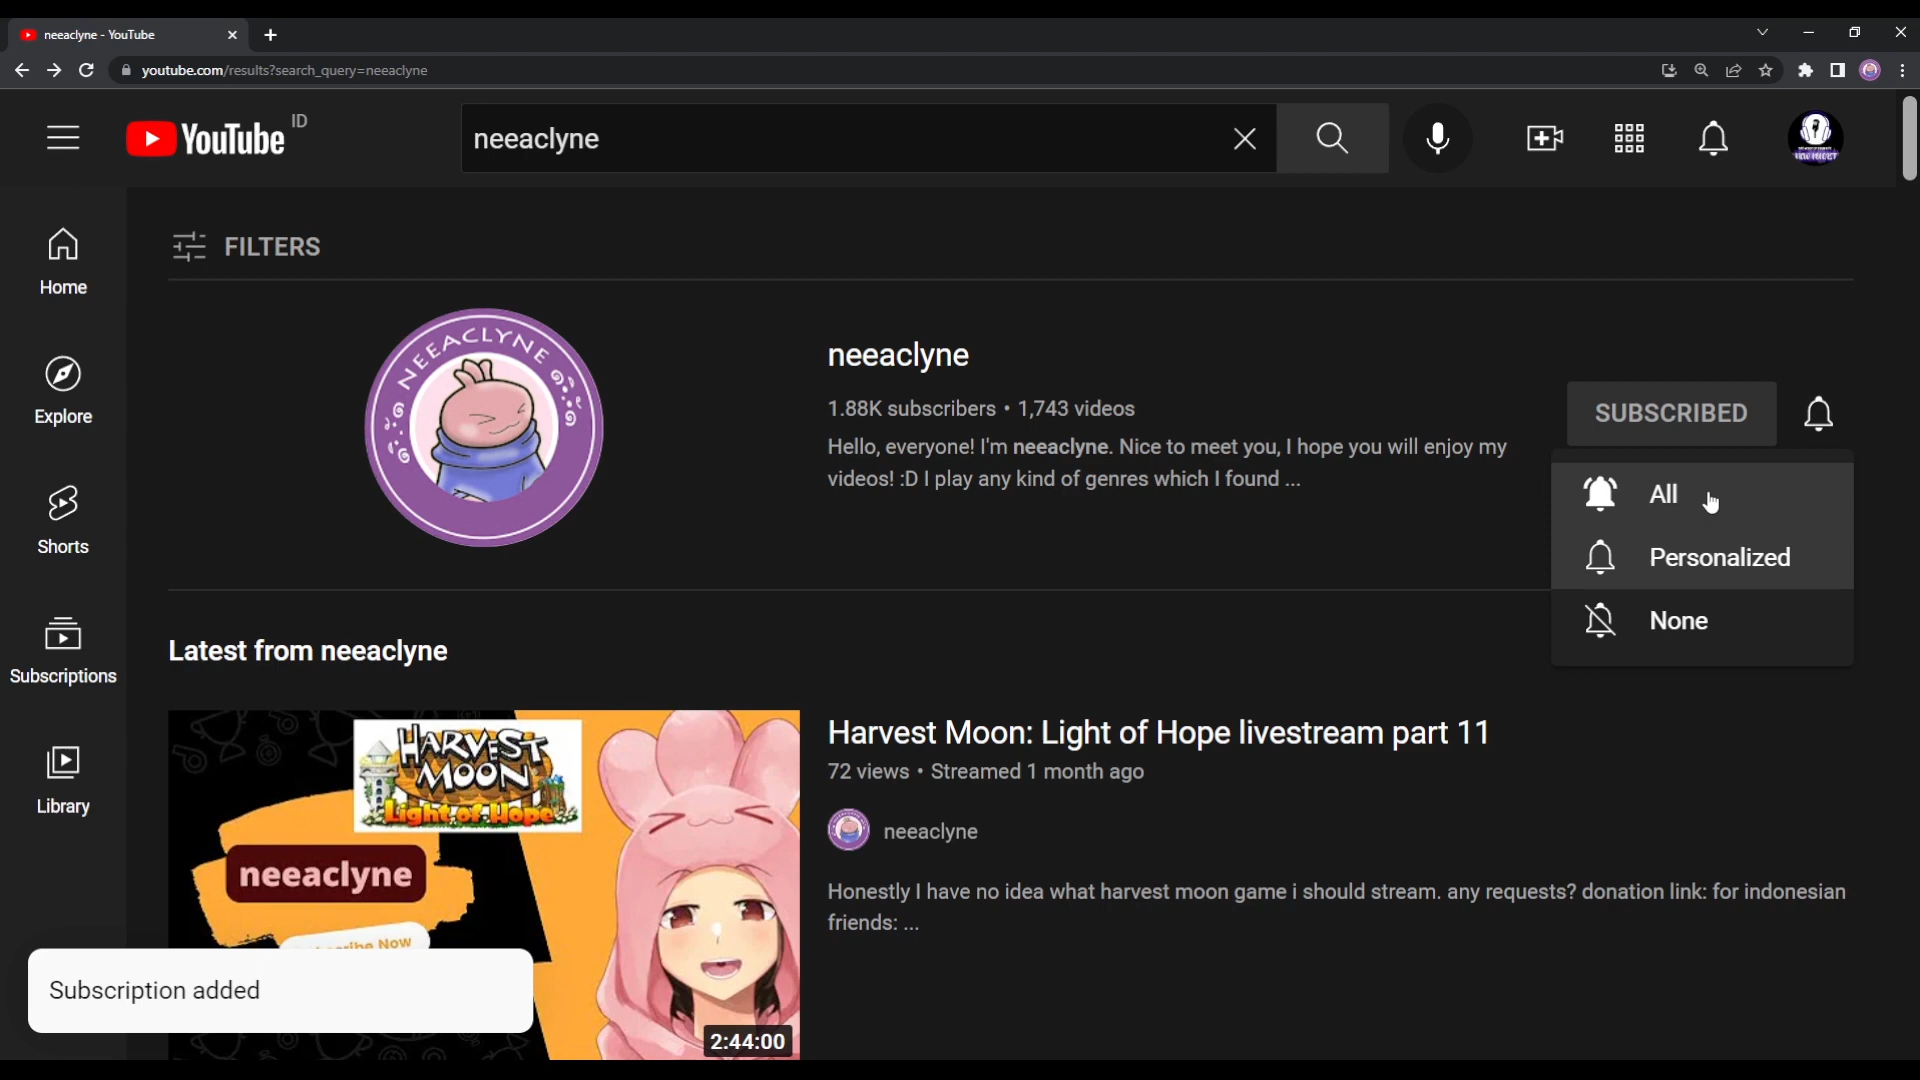 neeaclyne - YouTube
youtube.com/results?search_query=neeaclyne
YouTube ID
neeaclyne
FILTERS
Home
Explore
Shorts
Subscriptions
Library
NEEACLYNE
neeaclyne
1.88K subscribers • 1,743 videos
Hello, everyone! I'm neeaclyne. Nice to meet you, I hope you will enjoy my
videos! :D I play any kind of genres which I found ...
SUBSCRIBED
All
Personalized
None
Latest from neeaclyne
HARVEST
MOON
Light of Hope
neeaclyne
Now
2:44:00
Harvest Moon: Light of Hope livestream part 11
72 views • Streamed 1 month ago
neeaclyne
Honestly I have no idea what harvest moon game i should stream. any requests? donation link: for indonesian
friends: ...
Subscription added